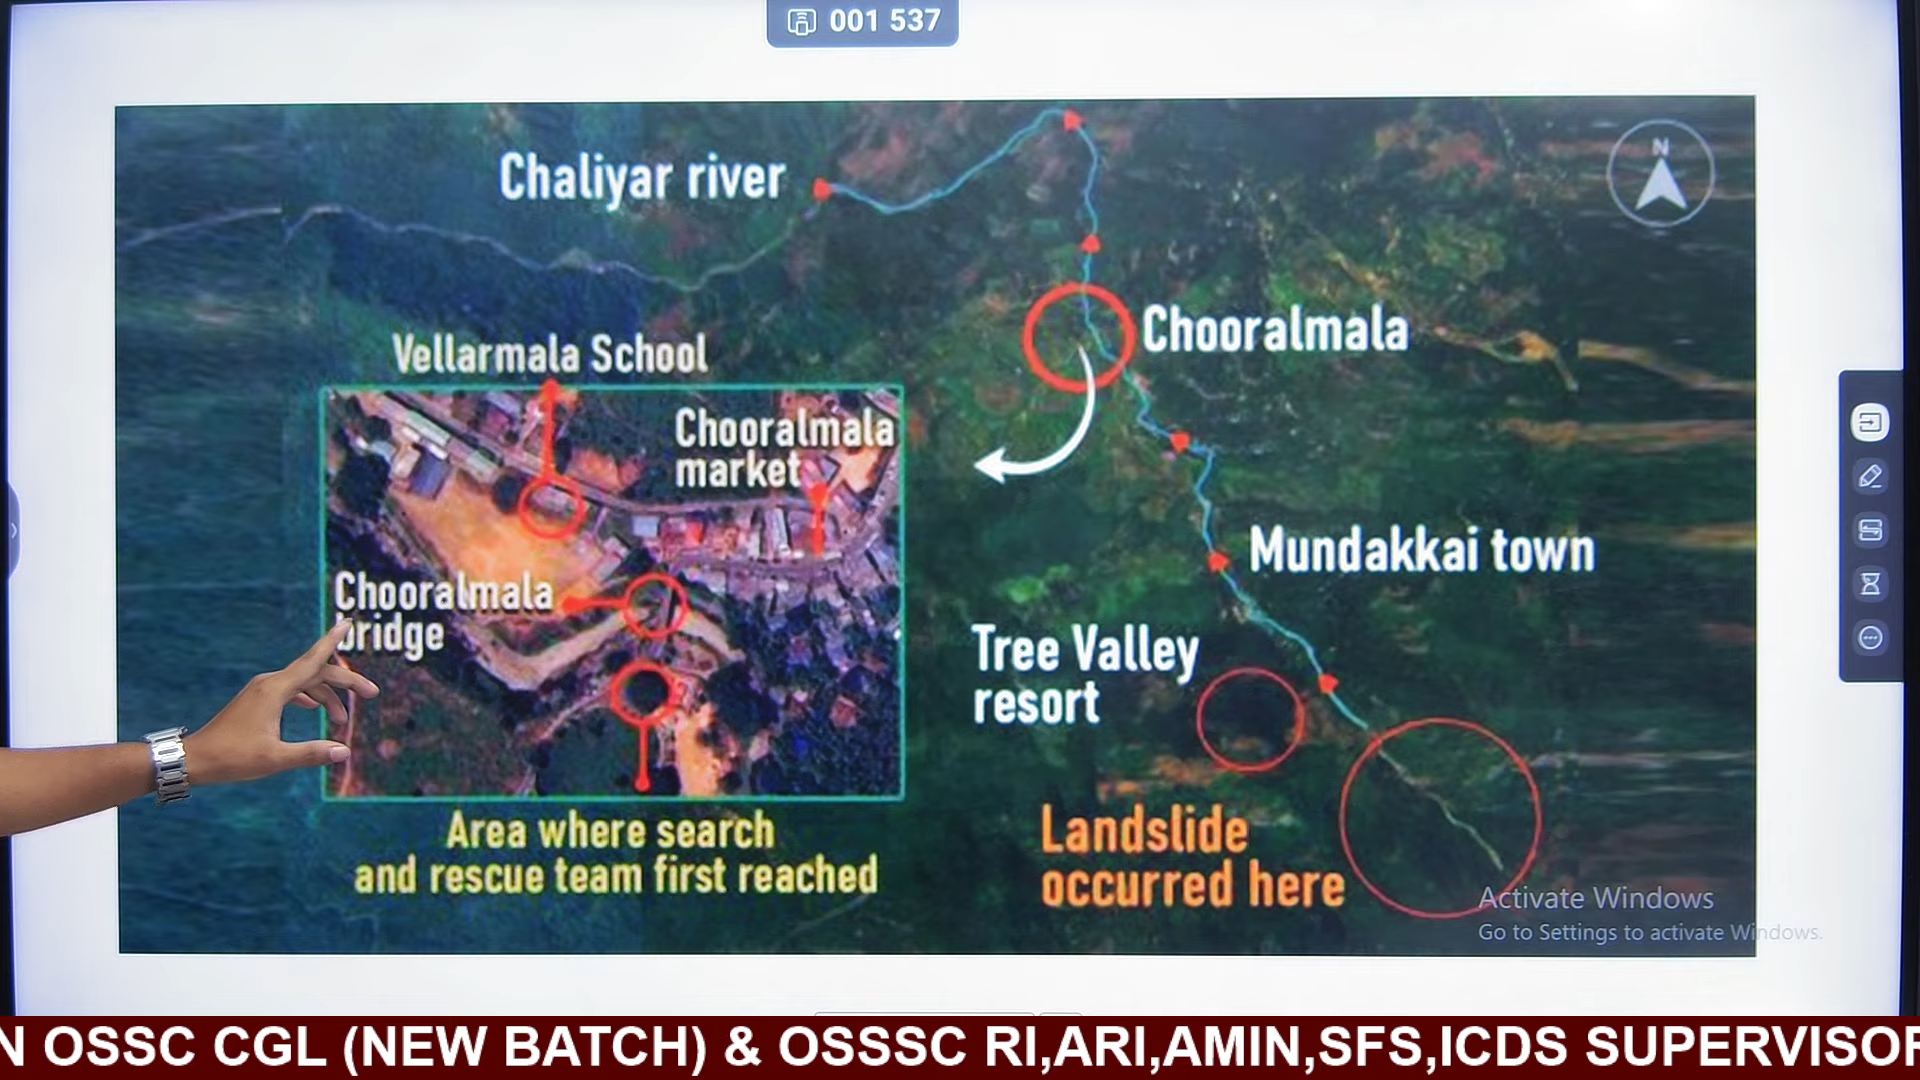 001 537
Chaliyar river
N
Chooralmala
Vellarmala School
Chooralmala
market
Chooralmala
bridge
Mundakkai town
Tree Valley
resort
Area where search
and rescue team first reached
Landslide
occurred here
Activate Windows
Go to Settings to activate Windows.
N OSSC CGL (NEW BATCH) & OSSSC RI,ARI,AMIN,SFS,ICDS SUPERVISOR